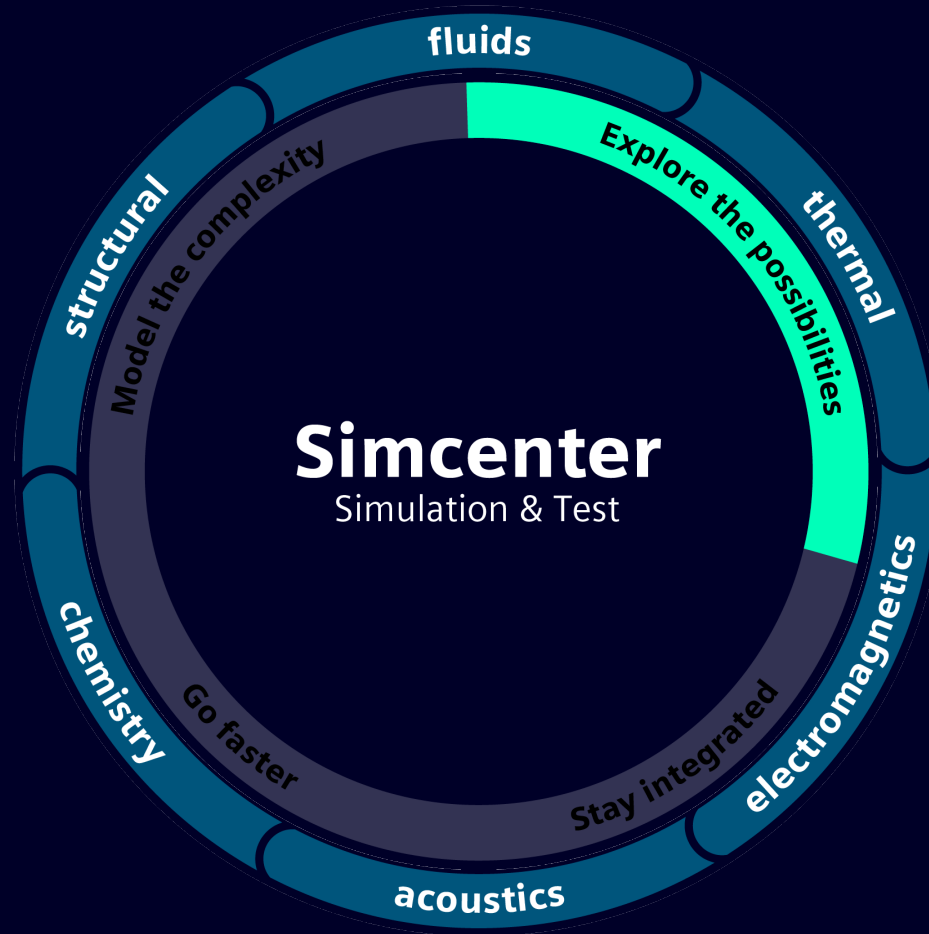 fluids
thermal
electromagnetics
acoustics
chemistry
structural
Model the complexity
Explore the possibilities
Stay integrated
Go faster
Simcenter
Simulation & Test